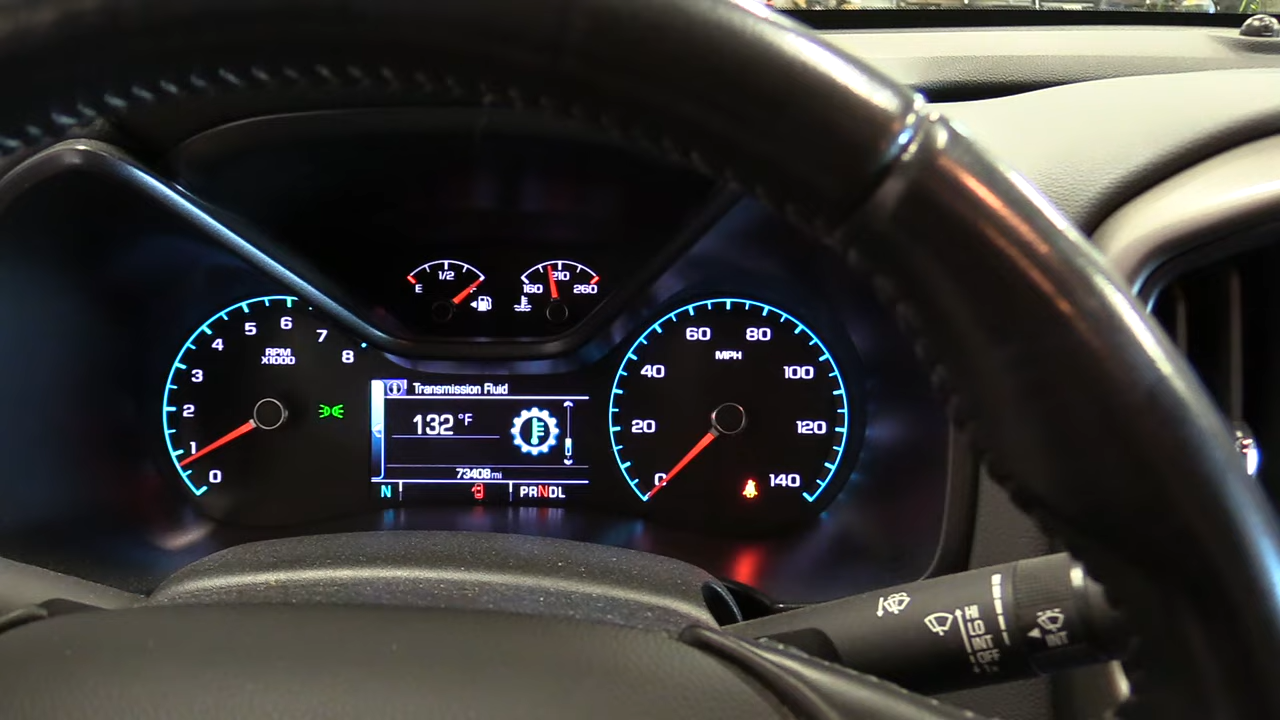 E 1/2 F
160 210 260
0 1 2 3 4 5 6 7 8
RPM
X1000
Transmission Fluid
132 °F
73408 mi
N PRNDL
0 20 40 60 80 100 120 140
MPH
HI
LO
INT
OFF
1x
INT